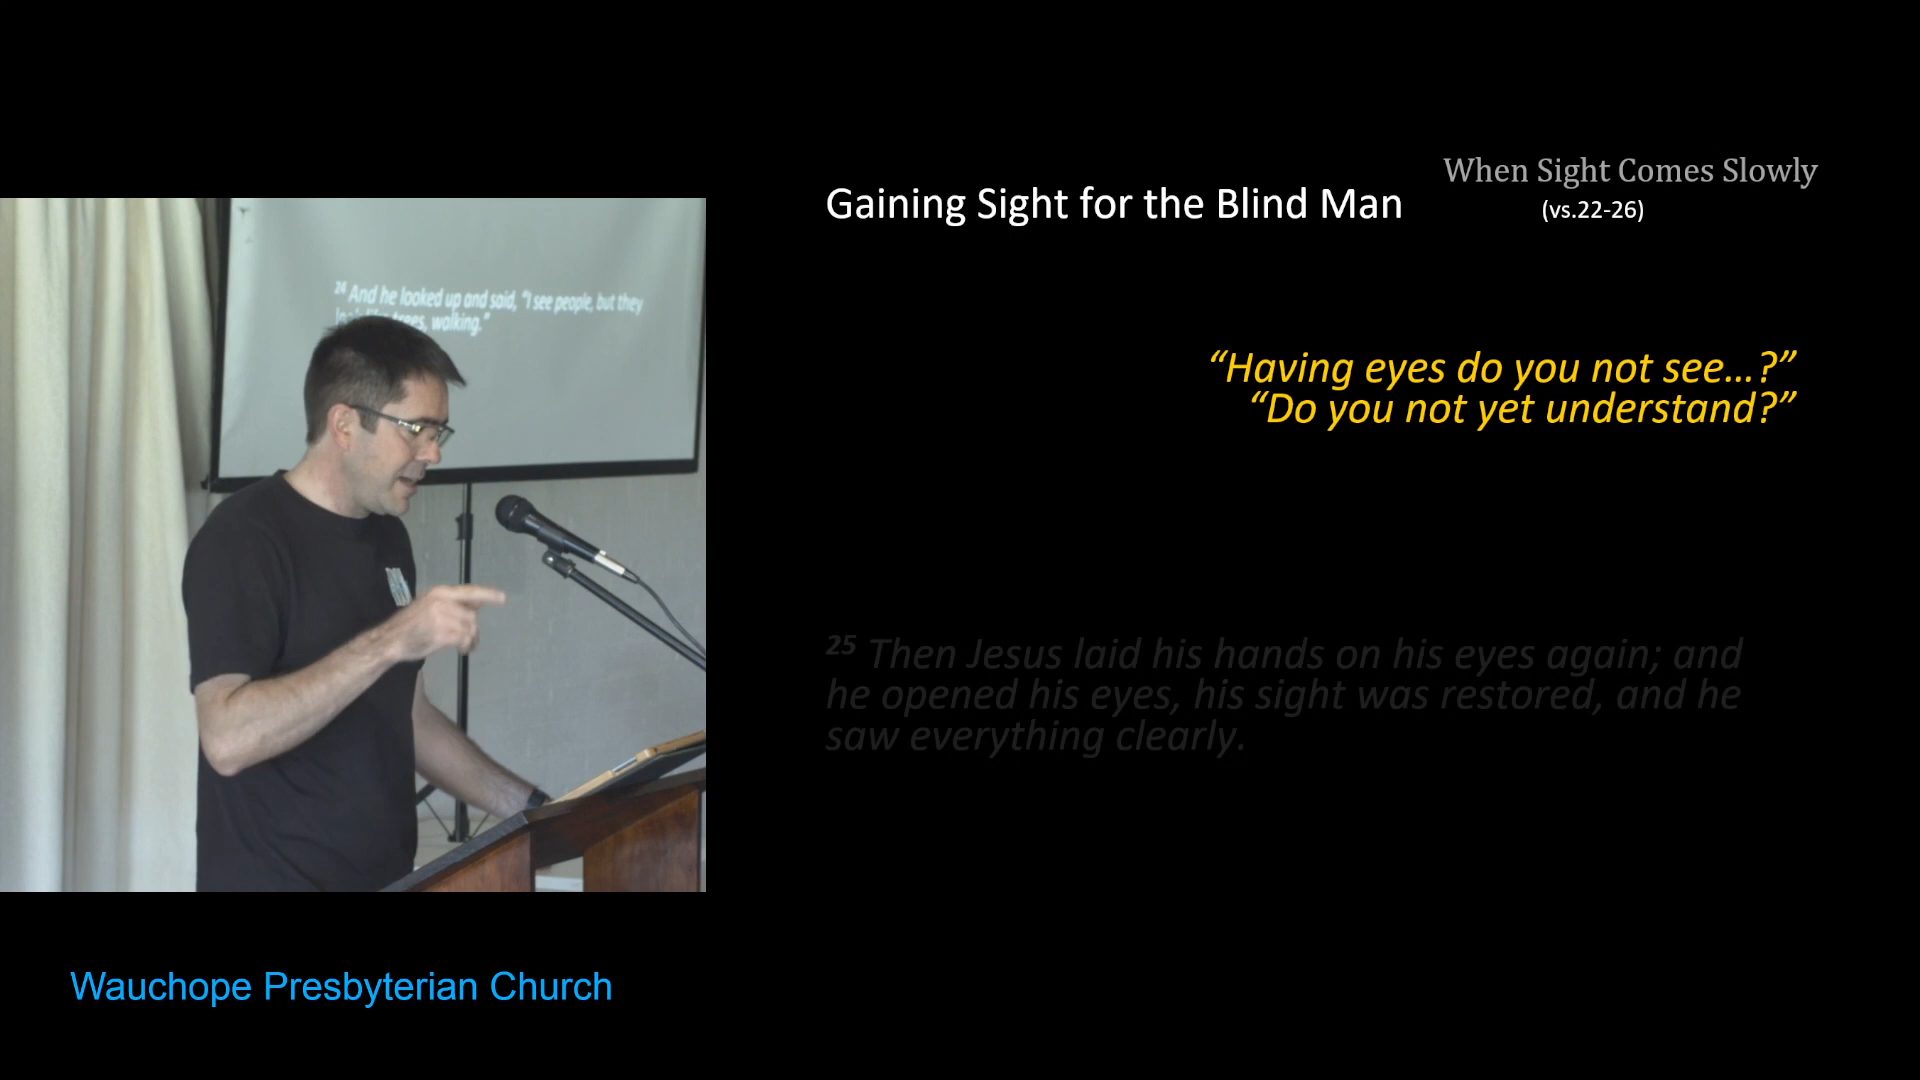 When Sight Comes Slowly
Gaining Sight for the Blind Man
(vs.22-26)
24 And he looked up and said, “I see people, but they
trees, walking.”
“Having eyes do you not see...?”
“Do you not yet understand?”
25 Then Jesus laid his hands on his eyes again; and
he opened his eyes, his sight was restored, and he
saw everything clearly.
Wauchope Presbyterian Church